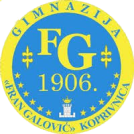 GIMNAZIJA
FG
1906.
«FRAN GALOVIĆ» KOPRIVNICA